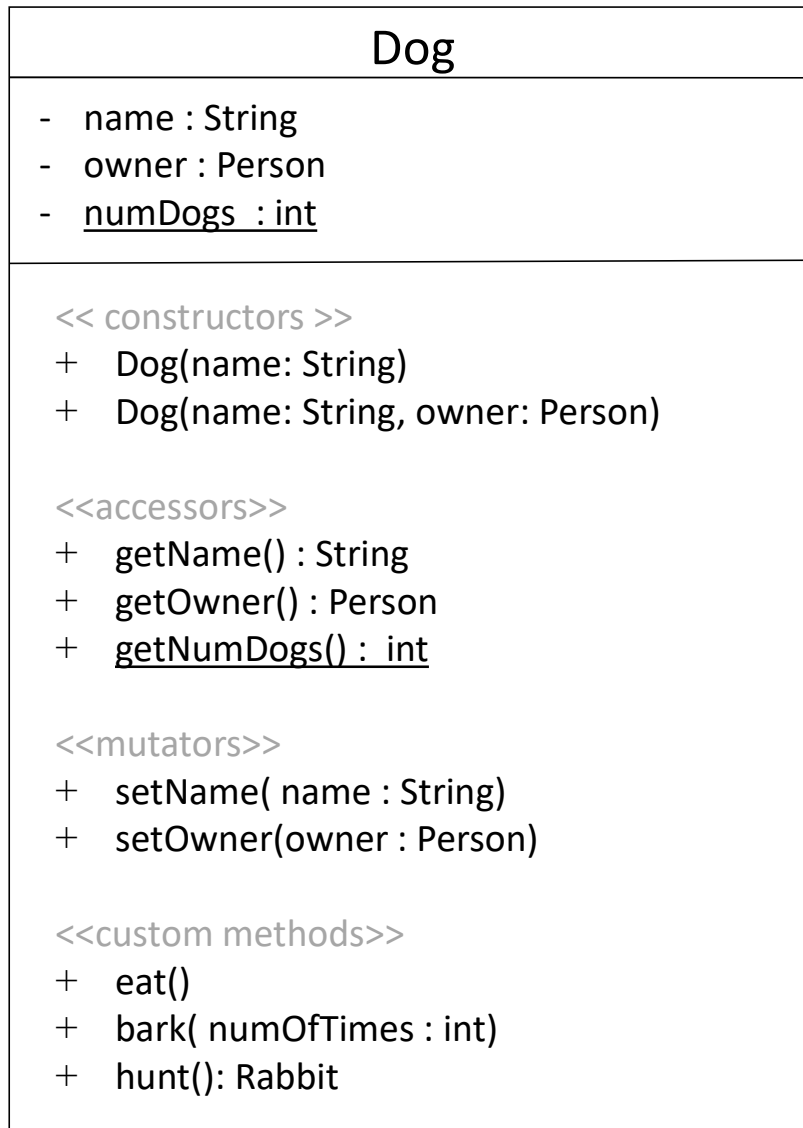 Dog
- name : String
- owner : Person
- numDogs : int
<< constructors >>
+ Dog(name: String)
+ Dog(name: String, owner: Person)
<<accessors>>
+ getName() : String
+ getOwner() : Person
+ getNumDogs() : int
<<mutators>>
+ setName( name : String)
+ setOwner(owner : Person)
<<custom methods>>
+ eat()
+ bark( numOfTimes : int)
+ hunt(): Rabbit